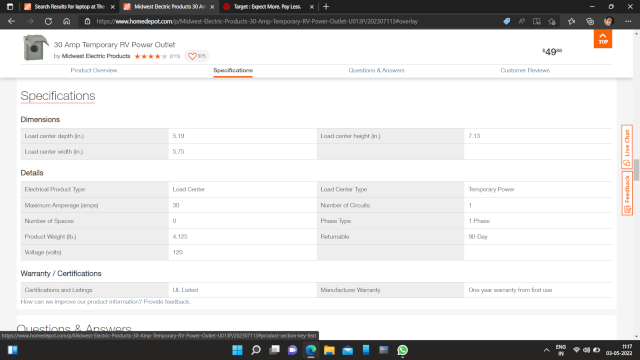 Search Results for laptop at The
Midwest Electric Products 30 An
Target : Expect More. Pay Less.
https://www.homedepot.com/p/Midwest-Electric-Products-30-Amp-Temporary-RV-Power-Outlet-U013P/202307113#overlay
30 Amp Temporary RV Power Outlet
by Midwest Electric Products
975
$49
TOP
Product Overview Specifications Questions & Answers Customer Reviews
Specifications
Dimensions
Load center depth (in.) 5.19 Load center height (in.) 7.13
Load center width (in.) 5.75
Details
Electrical Product Type Load Center Load Center Type Temporary Power
Maximum Amperage (amps) 30 Number of Circuits 1
Number of Spaces 0 Phase Type 1 Phase
Product Weight (lb.) 4.125 Returnable 90-Day
Voltage (volts) 120
Warranty / Certifications
Certifications and Listings UL Listed Manufacturer Warranty One year warranty from first use
How can we improve our product information? Provide feedback.
Live Chat
Feedback
Questions & Answers
https://www.homedepot.com/p/Midwest-Electric-Products-30-Amp-Temporary-RV-Power-Outlet-U013P/202307113#product-section-key-feat
ENG
IN
11:17
03-05-2022